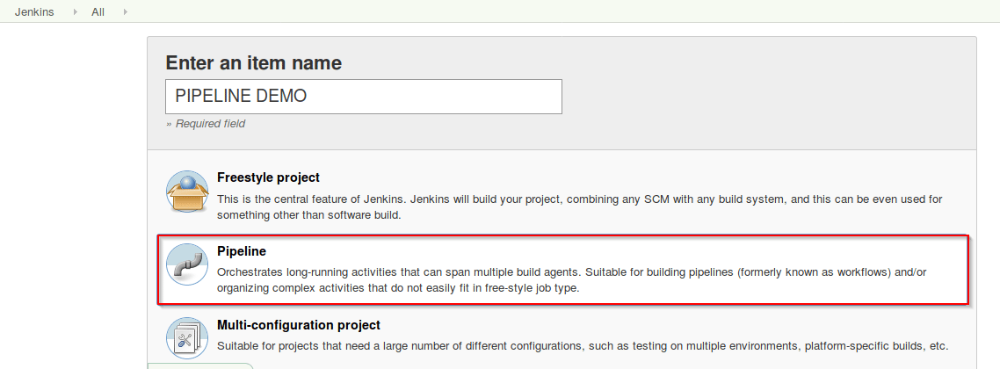 Jenkins All
Enter an item name
PIPELINE DEMO
» Required field
Freestyle project
This is the central feature of Jenkins. Jenkins will build your project, combining any SCM with any build system, and this can be even used for
something other than software build.
Pipeline
Orchestrates long-running activities that can span multiple build agents. Suitable for building pipelines (formerly known as workflows) and/or
organizing complex activities that do not easily fit in free-style job type.
Multi-configuration project
Suitable for projects that need a large number of different configurations, such as testing on multiple environments, platform-specific builds, etc.